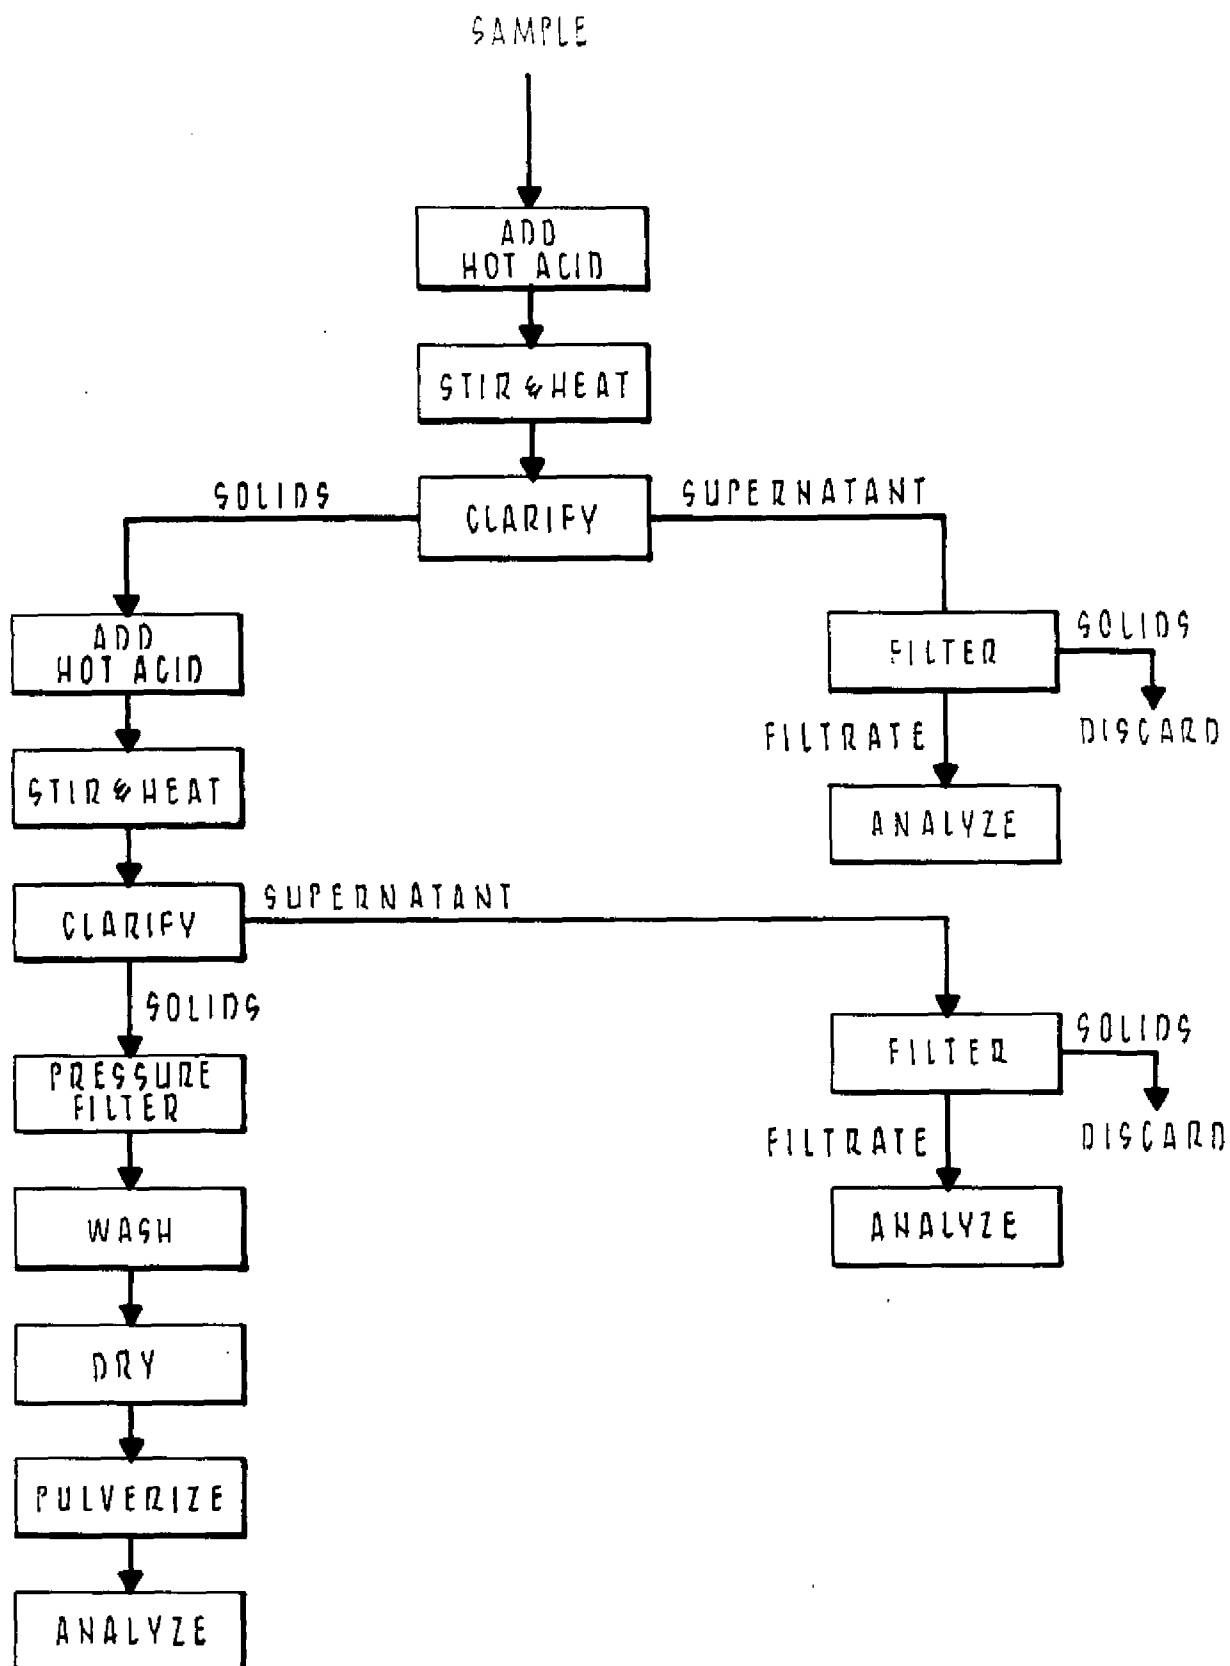 SAMPLE
ADD
HOT ACID
STIR & HEAT
CLARIFY
SOLIDS
SUPERNATANT
ADD
HOT ACID
STIR & HEAT
CLARIFY
SUPERNATANT
SOLIDS
PRESSURE
FILTER
WASH
DRY
PULVERIZE
ANALYZE
FILTER
SOLIDS
DISCARD
FILTRATE
ANALYZE
FILTER
SOLIDS
DISCARD
FILTRATE
ANALYZE